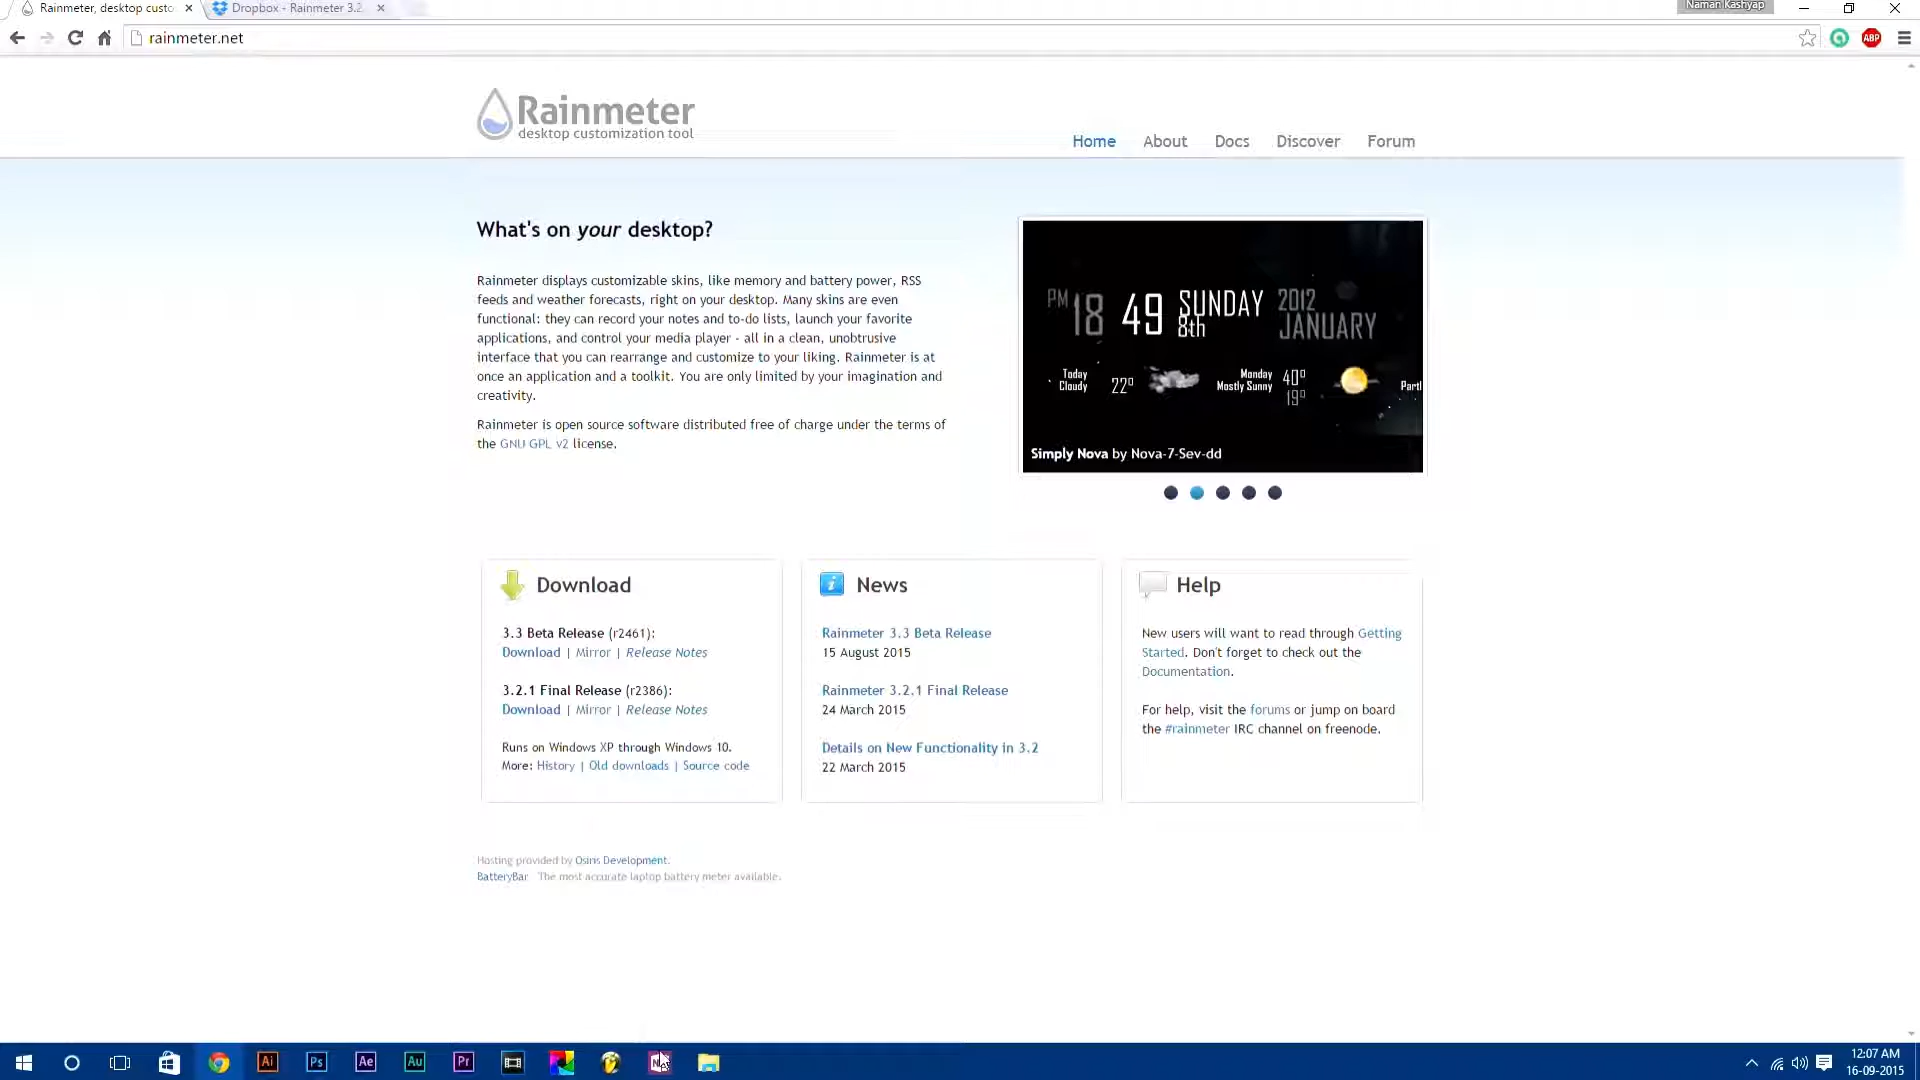 Rainmeter, desktop custo
Dropbox - Rainmeter 3.2
Naman Kashyap
rainmeter.net
ABP
Rainmeter
desktop customization tool
Home About Docs Discover Forum
What's on your desktop?
Rainmeter displays customizable skins, like memory and battery power, RSS
feeds and weather forecasts, right on your desktop. Many skins are even
functional: they can record your notes and to-do lists, launch your favorite
applications, and control your media player - all in a clean, unobtrusive
interface that you can rearrange and customize to your liking. Rainmeter is at
once an application and a toolkit. You are only limited by your imagination and
creativity.
Rainmeter is open source software distributed free of charge under the terms of
the GNU GPL v2 license.
PM 18 49 SUNDAY 8th 2012 JANUARY
Today
Cloudy
22°
Monday
Mostly Sunny
40°
19°
Partl
Simply Nova by Nova-7-Sev-dd
Download
3.3 Beta Release (r2461):
Download | Mirror | Release Notes
3.2.1 Final Release (r2386):
Download | Mirror | Release Notes
Runs on Windows XP through Windows 10.
More: History | Old downloads | Source code
News
Rainmeter 3.3 Beta Release
15 August 2015
Rainmeter 3.2.1 Final Release
24 March 2015
Details on New Functionality in 3.2
22 March 2015
Help
New users will want to read through Getting
Started. Don't forget to check out the
Documentation.
For help, visit the forums or jump on board
the #rainmeter IRC channel on freenode.
Hosting provided by Osiris Development.
BatteryBar The most accurate laptop battery meter available.
Ai Ps Ae Au Pr
12:07 AM
16-09-2015